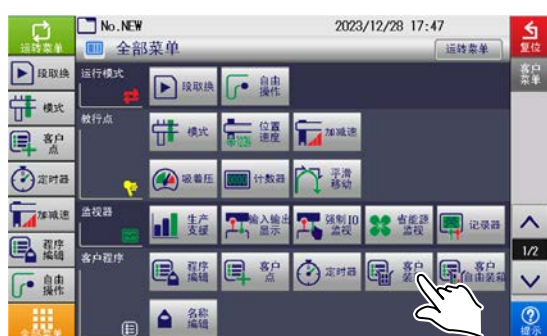 No.NEW
2023/12/28 17:47
运转菜单
全部菜单
运转菜单
复位
客户
菜单
段取换
运行模式
段取换
自由
操作
模式
教行点
模式
位置
速度
加减速
客户
点
定时器
吸着压
计数器
平滑
移动
加减速
监视器
生产
支援
输入输出
显示
强制IO
监视
省能源
监视
记录器
程序
编辑
1/2
客户程序
程序
编辑
客户
点
定时器
客户
装
客户
自由装箱
自由
操作
名称
编辑
全部菜单
提示